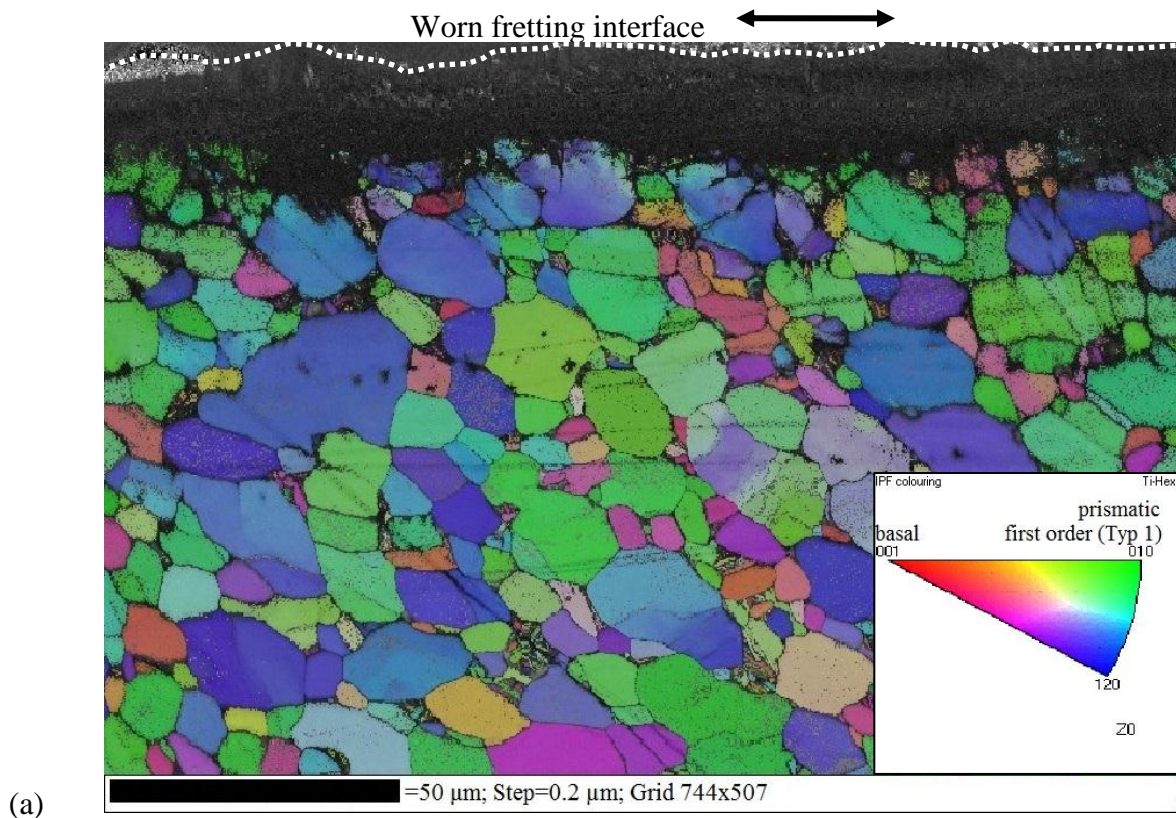 Worn fretting interface
IPF colouring Ti-Hex
prismatic
basal first order (Typ 1)
001 010
120
Z0
=50 μm; Step=0.2 μm; Grid 744x507
(a)